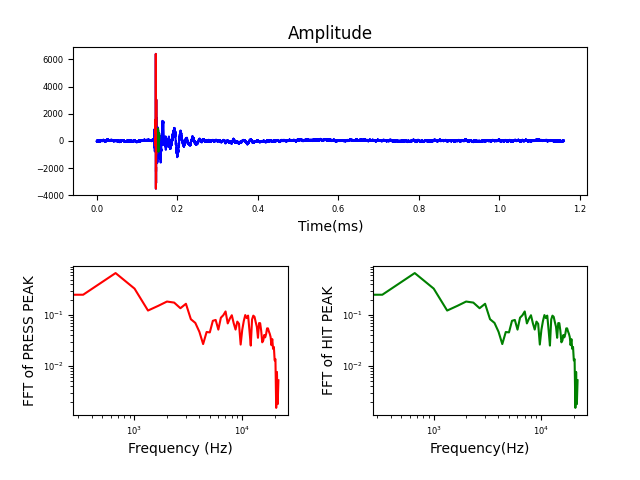 Amplitude
6000
4000
2000
0
−2000
−4000
0.0 0.2 0.4 0.6 0.8 1.0 1.2
Time(ms)
FFT of PRESS PEAK
10⁻¹
10⁻²
10³ 10⁴
Frequency (Hz)
FFT of HIT PEAK
10⁻¹
10⁻²
10³ 10⁴
Frequency(Hz)